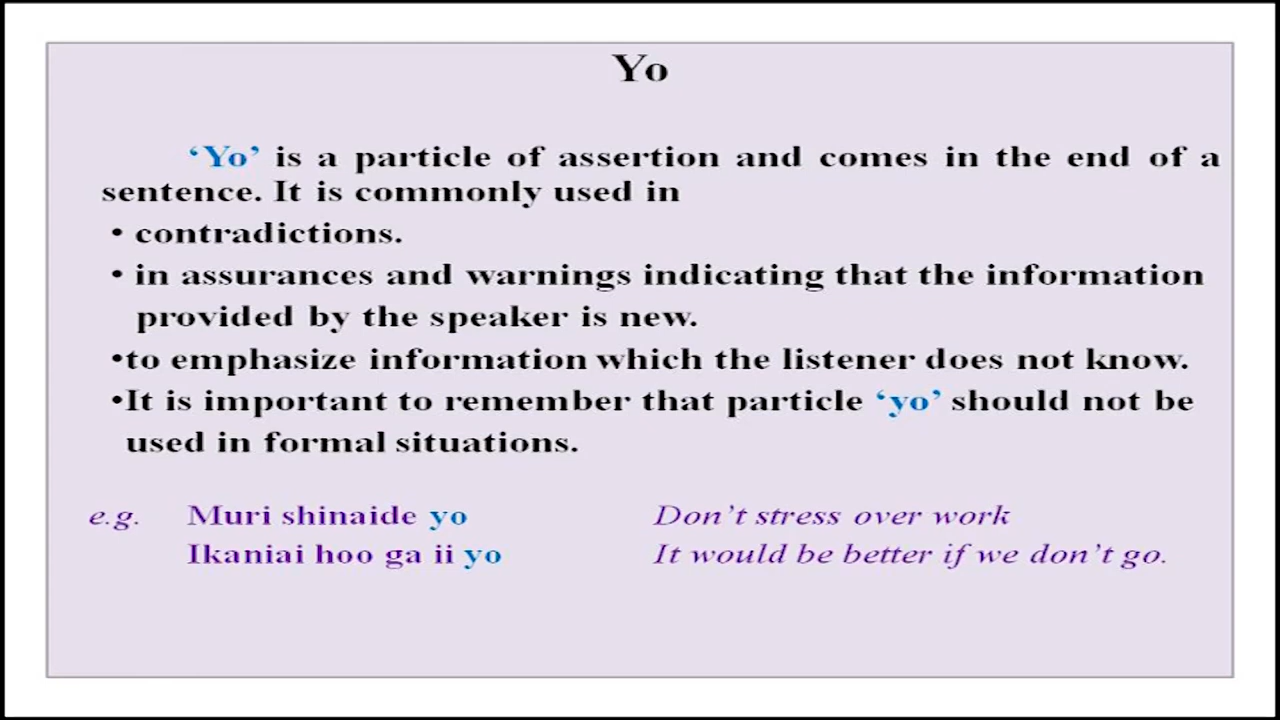 Yo
‘Yo’ is a particle of assertion and comes in the end of a
sentence. It is commonly used in
• contradictions.
• in assurances and warnings indicating that the information
provided by the speaker is new.
•to emphasize information which the listener does not know.
•It is important to remember that particle ‘yo’ should not be
used in formal situations.
e.g. Muri shinaide yo Don’t stress over work
Ikaniai hoo ga ii yo It would be better if we don’t go.